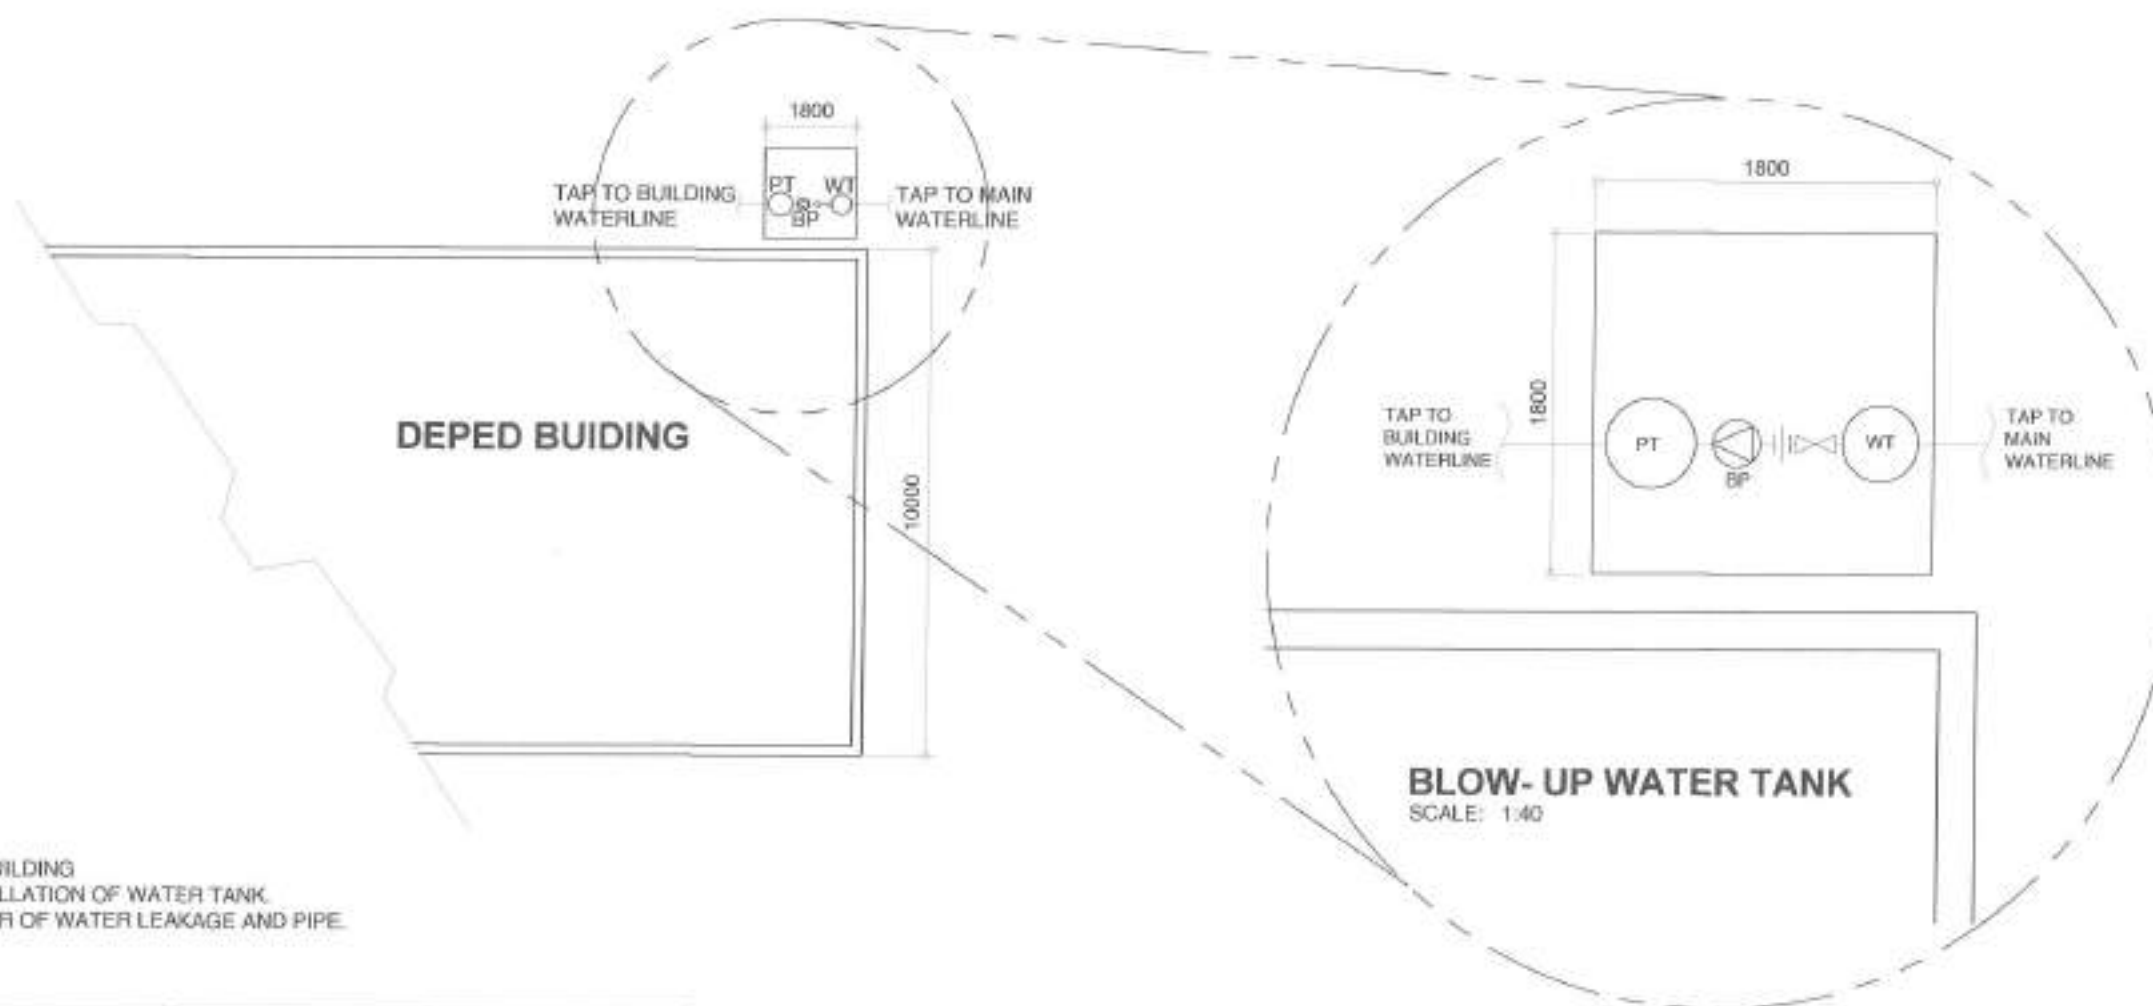 1800
PT WT
BP
TAP TO BUILDING
WATERLINE
TAP TO MAIN
WATERLINE
DEPED BUIDING
10000
1800
1800
TAP TO
BUILDING
WATERLINE
PT
BP
WT
TAP TO
MAIN
WATERLINE
BLOW- UP WATER TANK
SCALE: 1:40
ILDING
LLATION OF WATER TANK.
R OF WATER LEAKAGE AND PIPE.